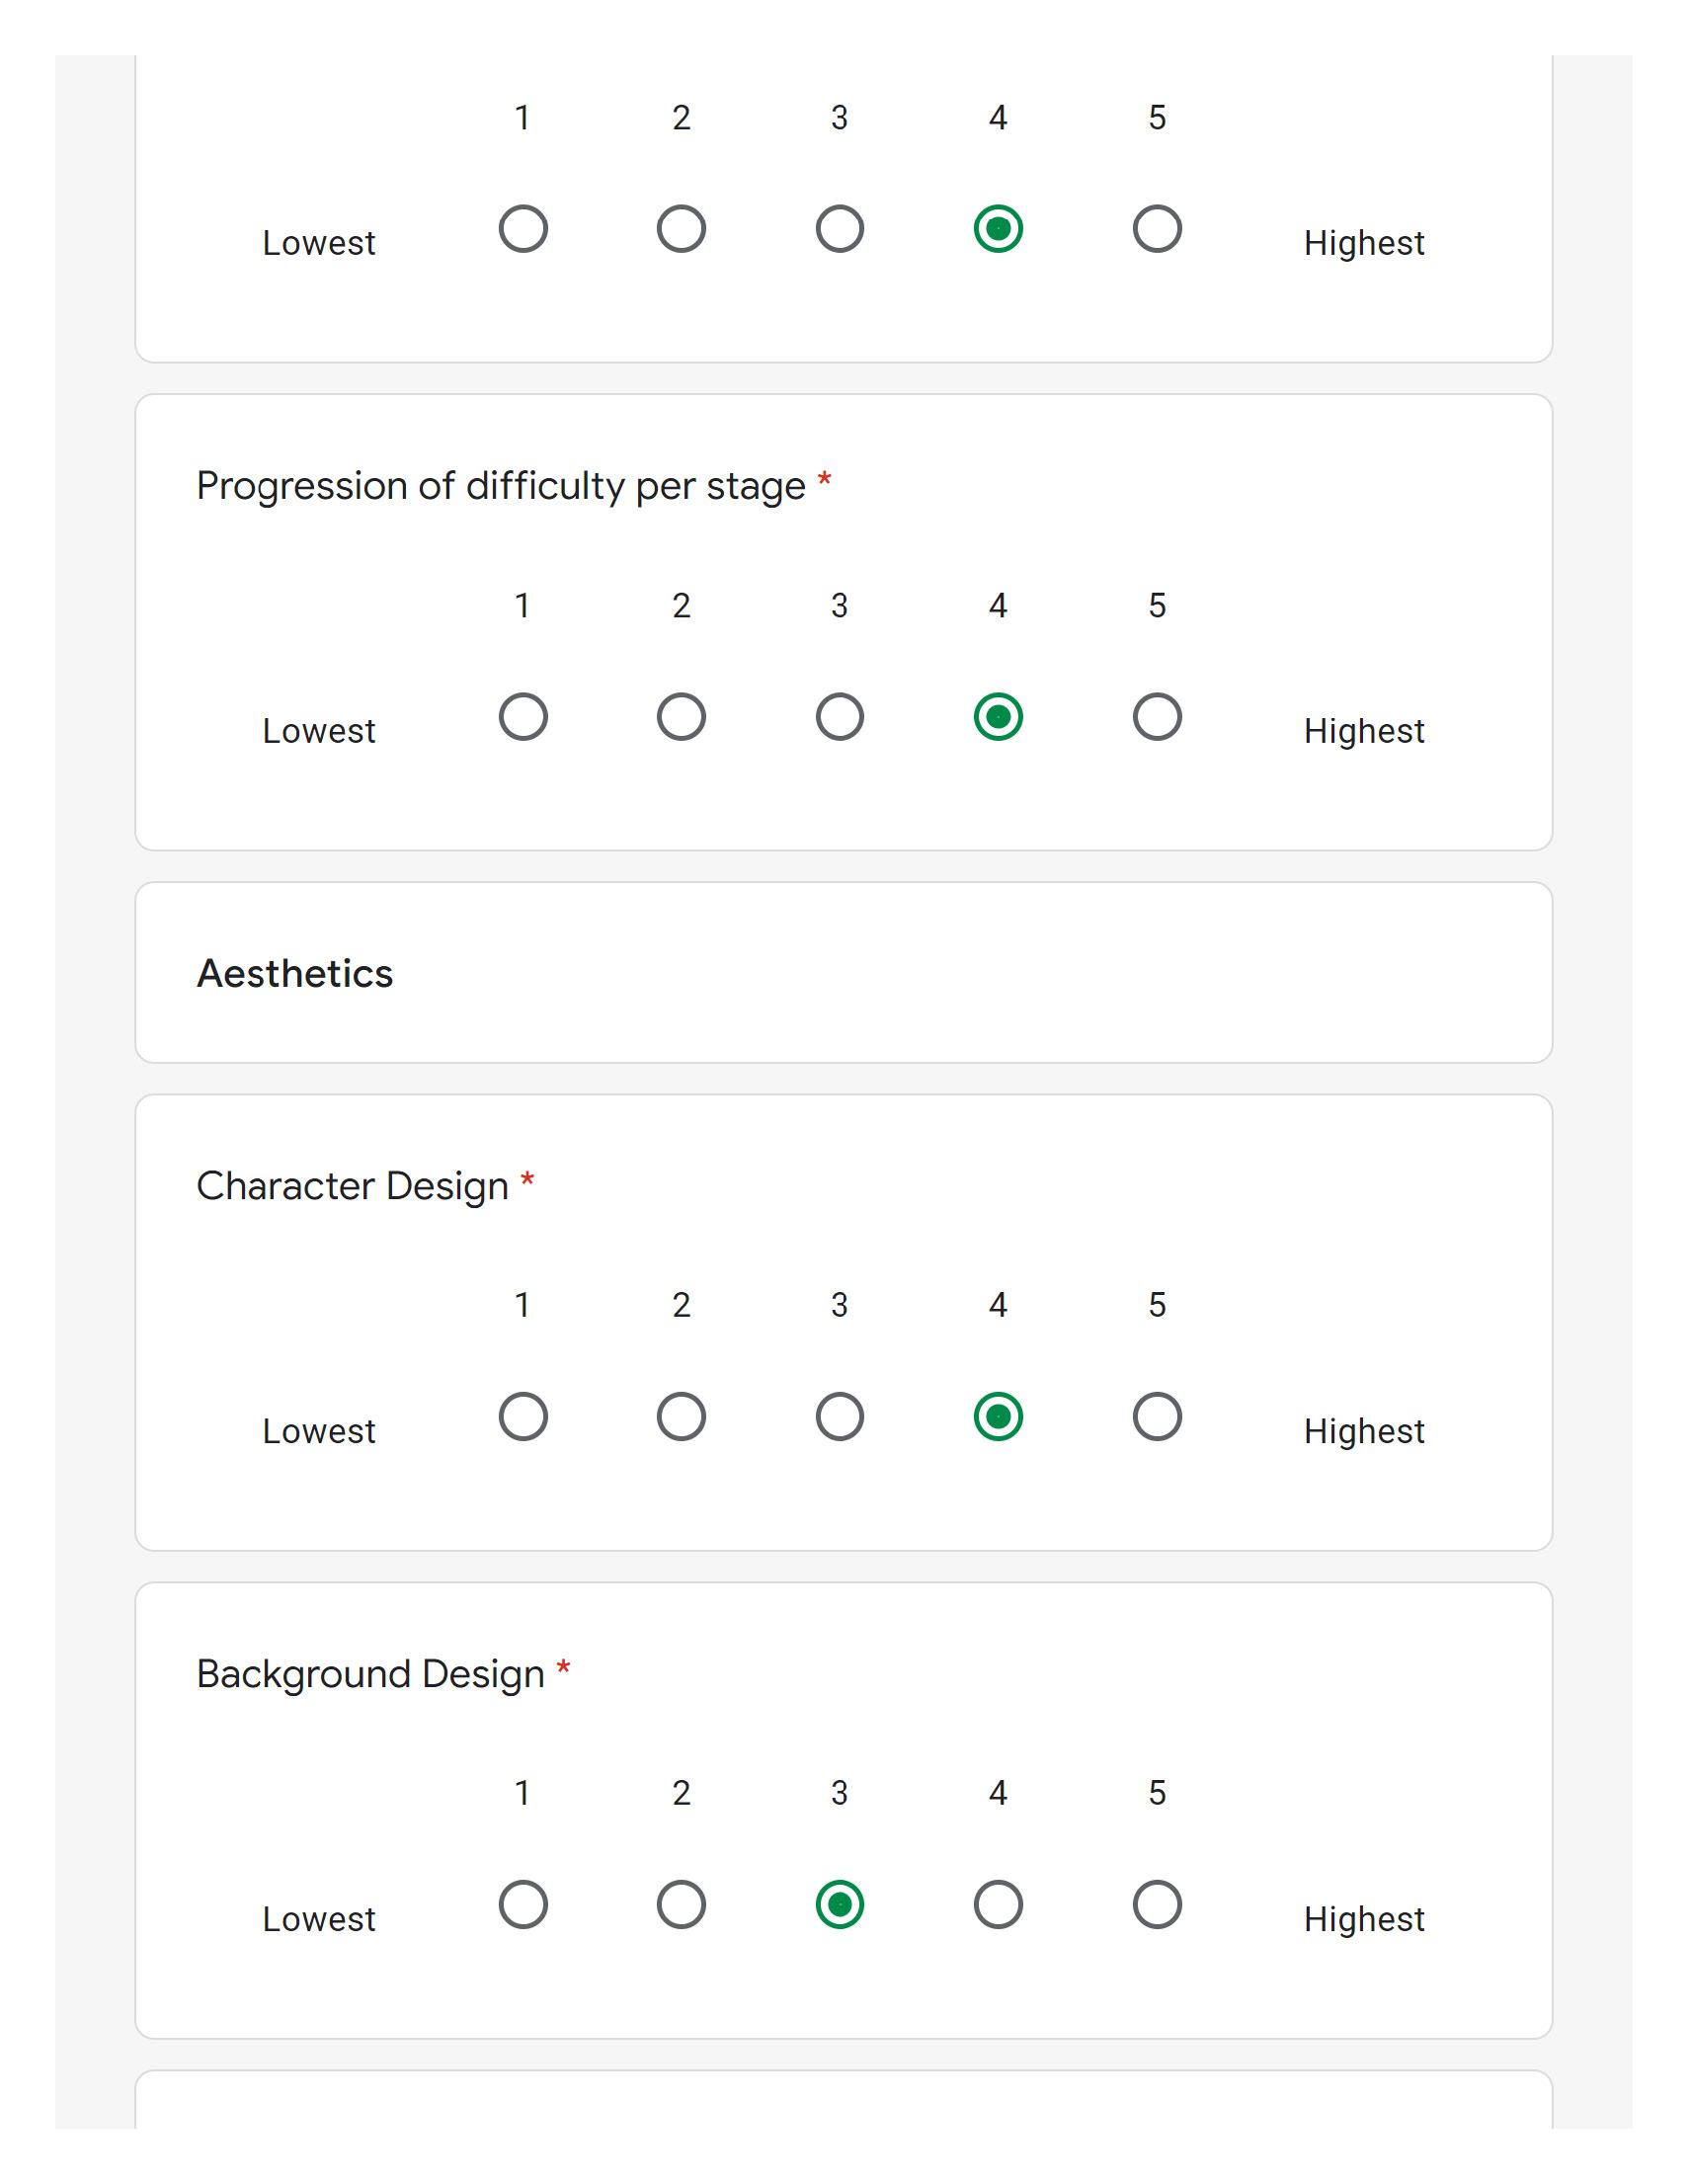 1 2 3 4 5
Lowest Highest
Progression of difficulty per stage *
1 2 3 4 5
Lowest Highest
Aesthetics
Character Design *
1 2 3 4 5
Lowest Highest
Background Design *
1 2 3 4 5
Lowest Highest